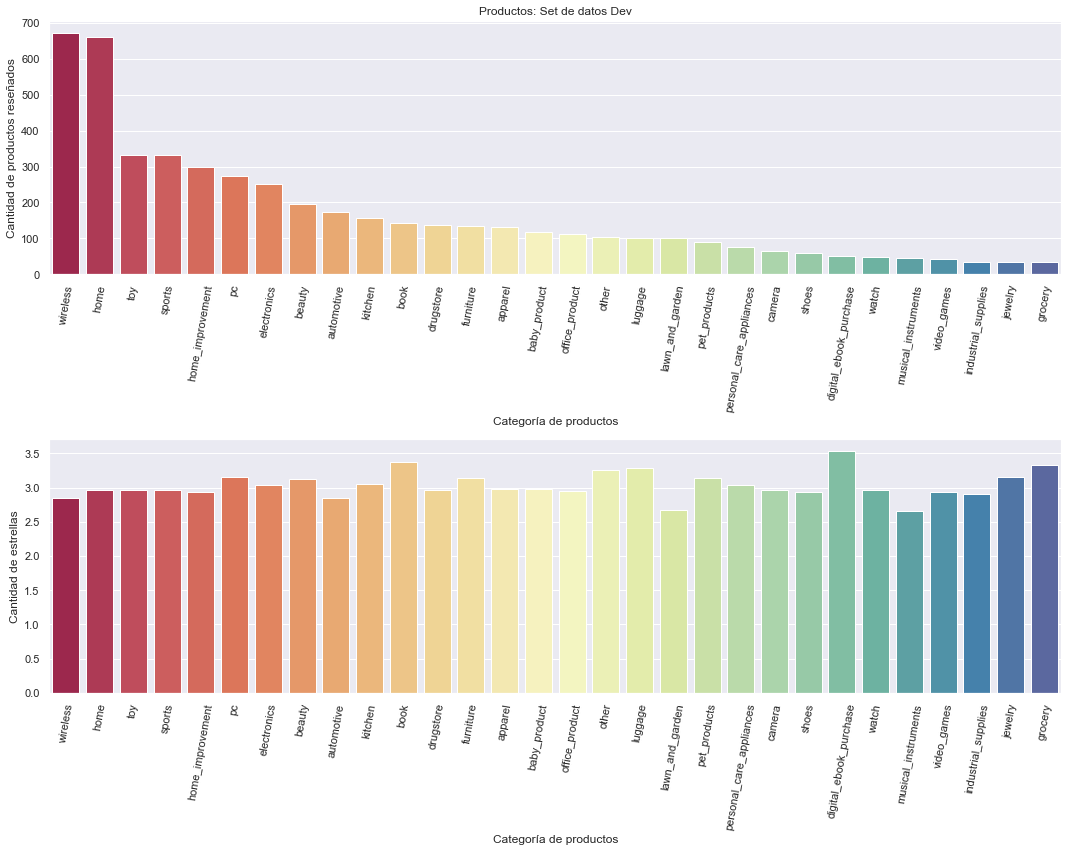 Productos: Set de datos Dev
Cantidad de productos reseñados
700
600
500
400
300
200
100
0
wireless
home
toy
sports
home_improvement
pc
electronics
beauty
automotive
kitchen
book
drugstore
furniture
apparel
baby_product
office_product
other
luggage
lawn_and_garden
pet_products
personal_care_appliances
camera
shoes
digital_ebook_purchase
watch
musical_instruments
video_games
industrial_supplies
jewelry
grocery
Categoría de productos
Cantidad de estrellas
3.5
3.0
2.5
2.0
1.5
1.0
0.5
0.0
wireless
home
toy
sports
home_improvement
pc
electronics
beauty
automotive
kitchen
book
drugstore
furniture
apparel
baby_product
office_product
other
luggage
lawn_and_garden
pet_products
personal_care_appliances
camera
shoes
digital_ebook_purchase
watch
musical_instruments
video_games
industrial_supplies
jewelry
grocery
Categoría de productos